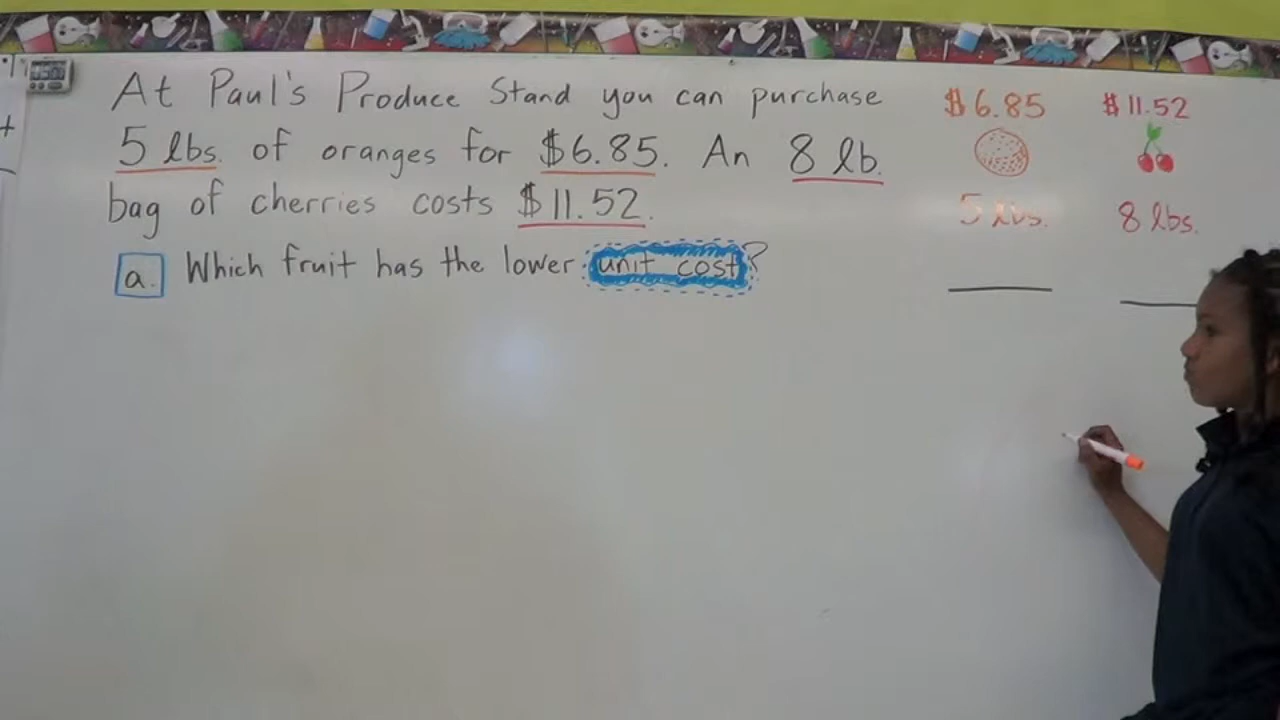 At Paul's Produce Stand you can purchase
5 lbs. of oranges for $6.85. An 8 lb.
bag of cherries costs $11.52.
a. Which fruit has the lower unit cost?
$6.85 $11.52
5 lbs. 8 lbs.